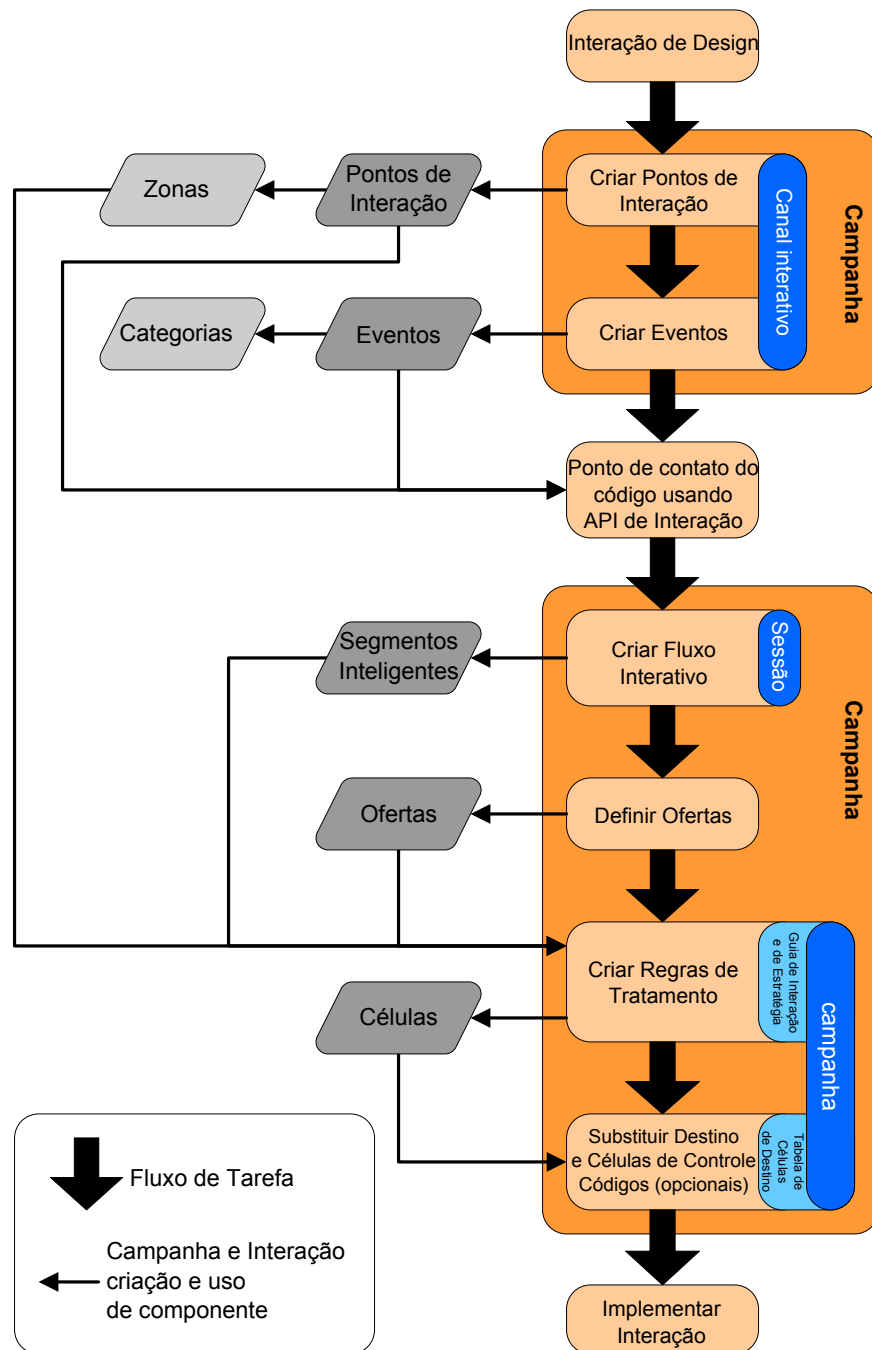 Interação de Design
Zonas
Pontos de
Interação
Criar Pontos de
Interação
Canal interativo
Campanha
Categorias
Eventos
Criar Eventos
Ponto de contato do
código usando
API de Interação
Segmentos
Inteligentes
Criar Fluxo
Interativo
Sessão
Campanha
Ofertas
Definir Ofertas
Criar Regras de
Tratamento
Guia de Interação
e de Estratégia
campanha
Células
Substituir Destino
e Células de Controle
Códigos (opcionais)
Tabela de
Células
de Destino
Fluxo de Tarefa
Campanha e Interação
criação e uso
de componente
Implementar
Interação